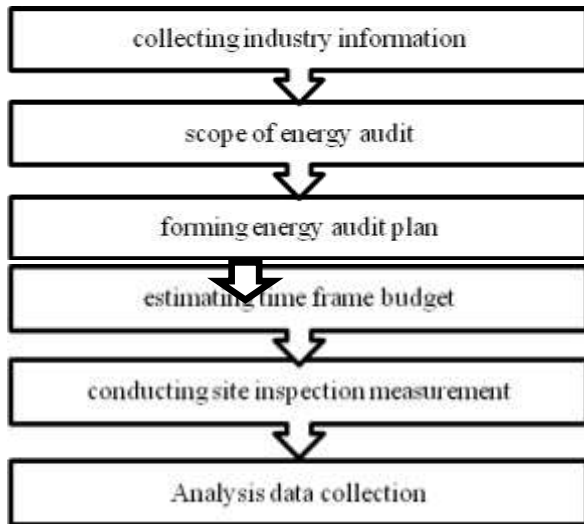 collecting industry information
scope of energy audit
forming energy audit plan
estimating time frame budget
conducting site inspection measurement
Analysis data collection